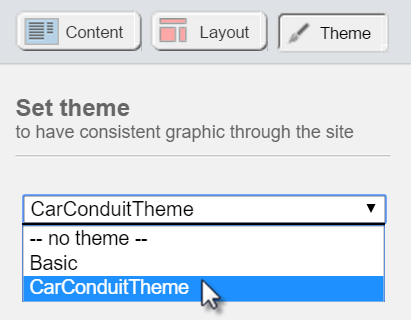 Content Layout Theme
Set theme
to have consistent graphic through the site
CarConduitTheme
-- no theme --
Basic
CarConduitTheme